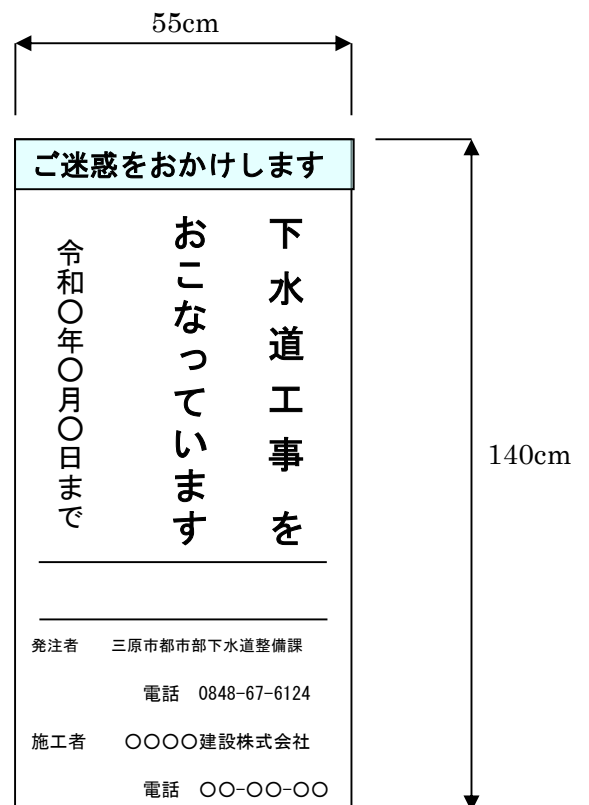 55cm
ご迷惑をおかけします
下水道工事を
おこなっています
令和〇年〇月〇日まで
140cm
発注者 三原市都市部下水道整備課
電話 0848-67-6124
施工者 〇〇〇〇建設株式会社
電話 〇〇-〇〇-〇〇